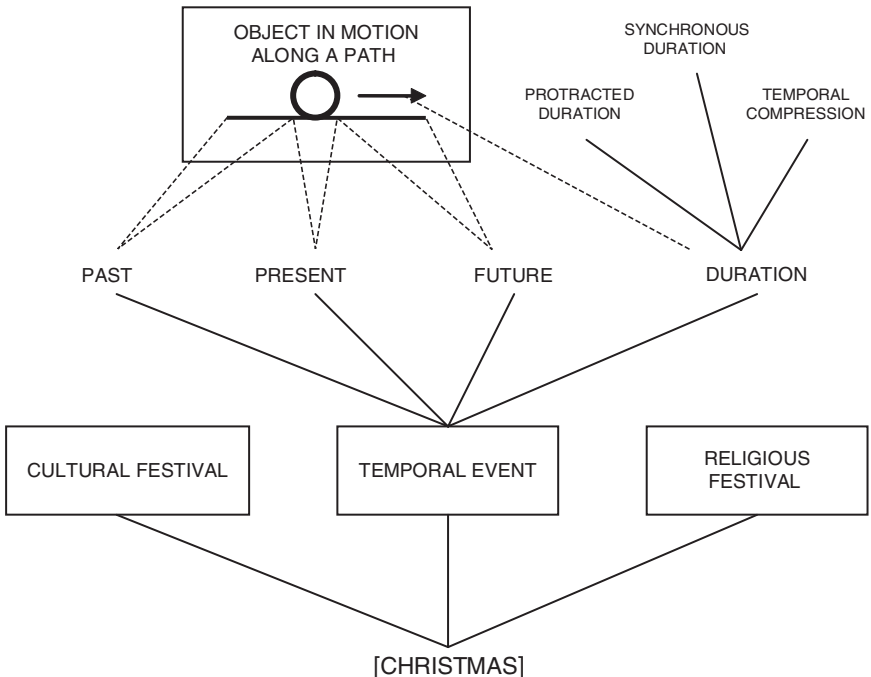 OBJECT IN MOTION
ALONG A PATH
SYNCHRONOUS
DURATION
PROTRACTED
DURATION
TEMPORAL
COMPRESSION
PAST
PRESENT
FUTURE
DURATION
CULTURAL FESTIVAL
TEMPORAL EVENT
RELIGIOUS
FESTIVAL
[CHRISTMAS]